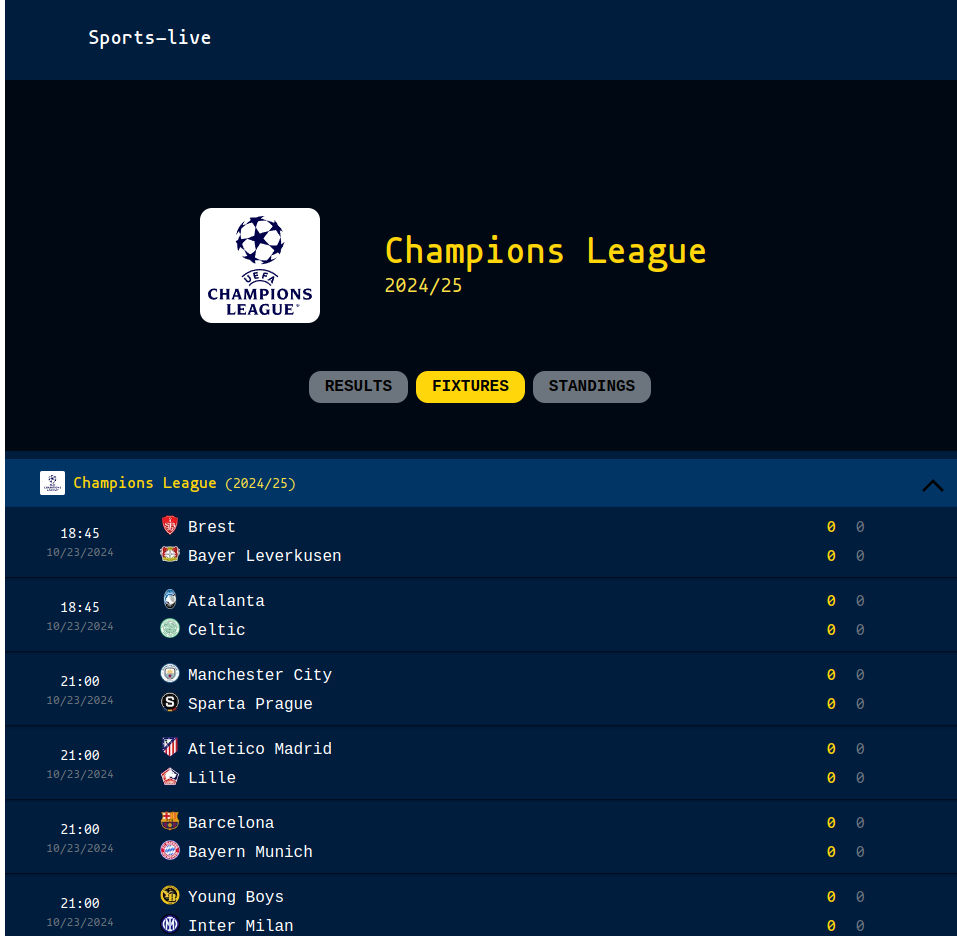 Sports-live
UEFA
CHAMPIONS
LEAGUE
Champions League
2024/25
RESULTS FIXTURES STANDINGS
Champions League (2024/25)
18:45 Brest 0 0
10/23/2024 Bayer Leverkusen 0 0
18:45 Atalanta 0 0
10/23/2024 Celtic 0 0
21:00 Manchester City 0 0
10/23/2024 Sparta Prague 0 0
21:00 Atletico Madrid 0 0
10/23/2024 Lille 0 0
21:00 Barcelona 0 0
10/23/2024 Bayern Munich 0 0
21:00 Young Boys 0 0
10/23/2024 Inter Milan 0 0